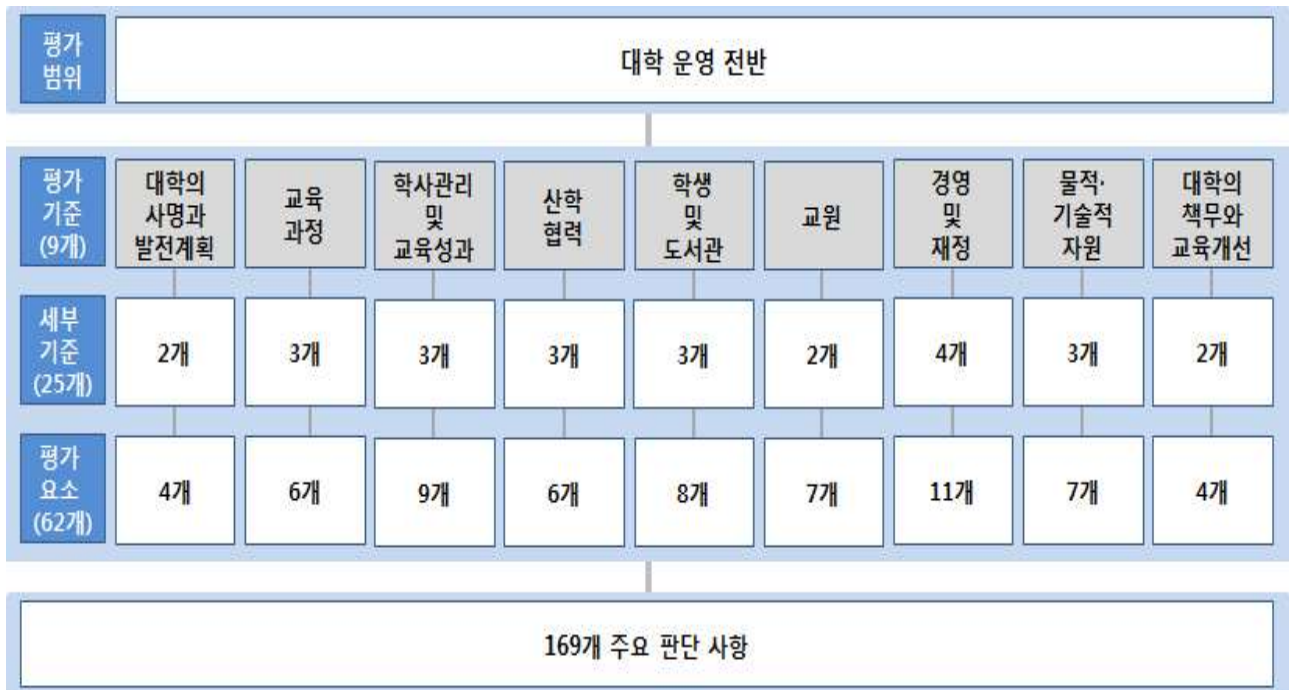 평가
범위
대학 운영 전반
평가
기준
(9개)
대학의
사명과
발전계획
교육
과정
학사관리
및
교육성과
산학
협력
학생
및
도서관
교원
경영
및
재정
물적·
기술적
자원
대학의
책무와
교육개선
세부
기준
(25개)
2개
3개
3개
3개
3개
2개
4개
3개
2개
평가
요소
(62개)
4개
6개
9개
6개
8개
7개
11개
7개
4개
169개 주요 판단 사항